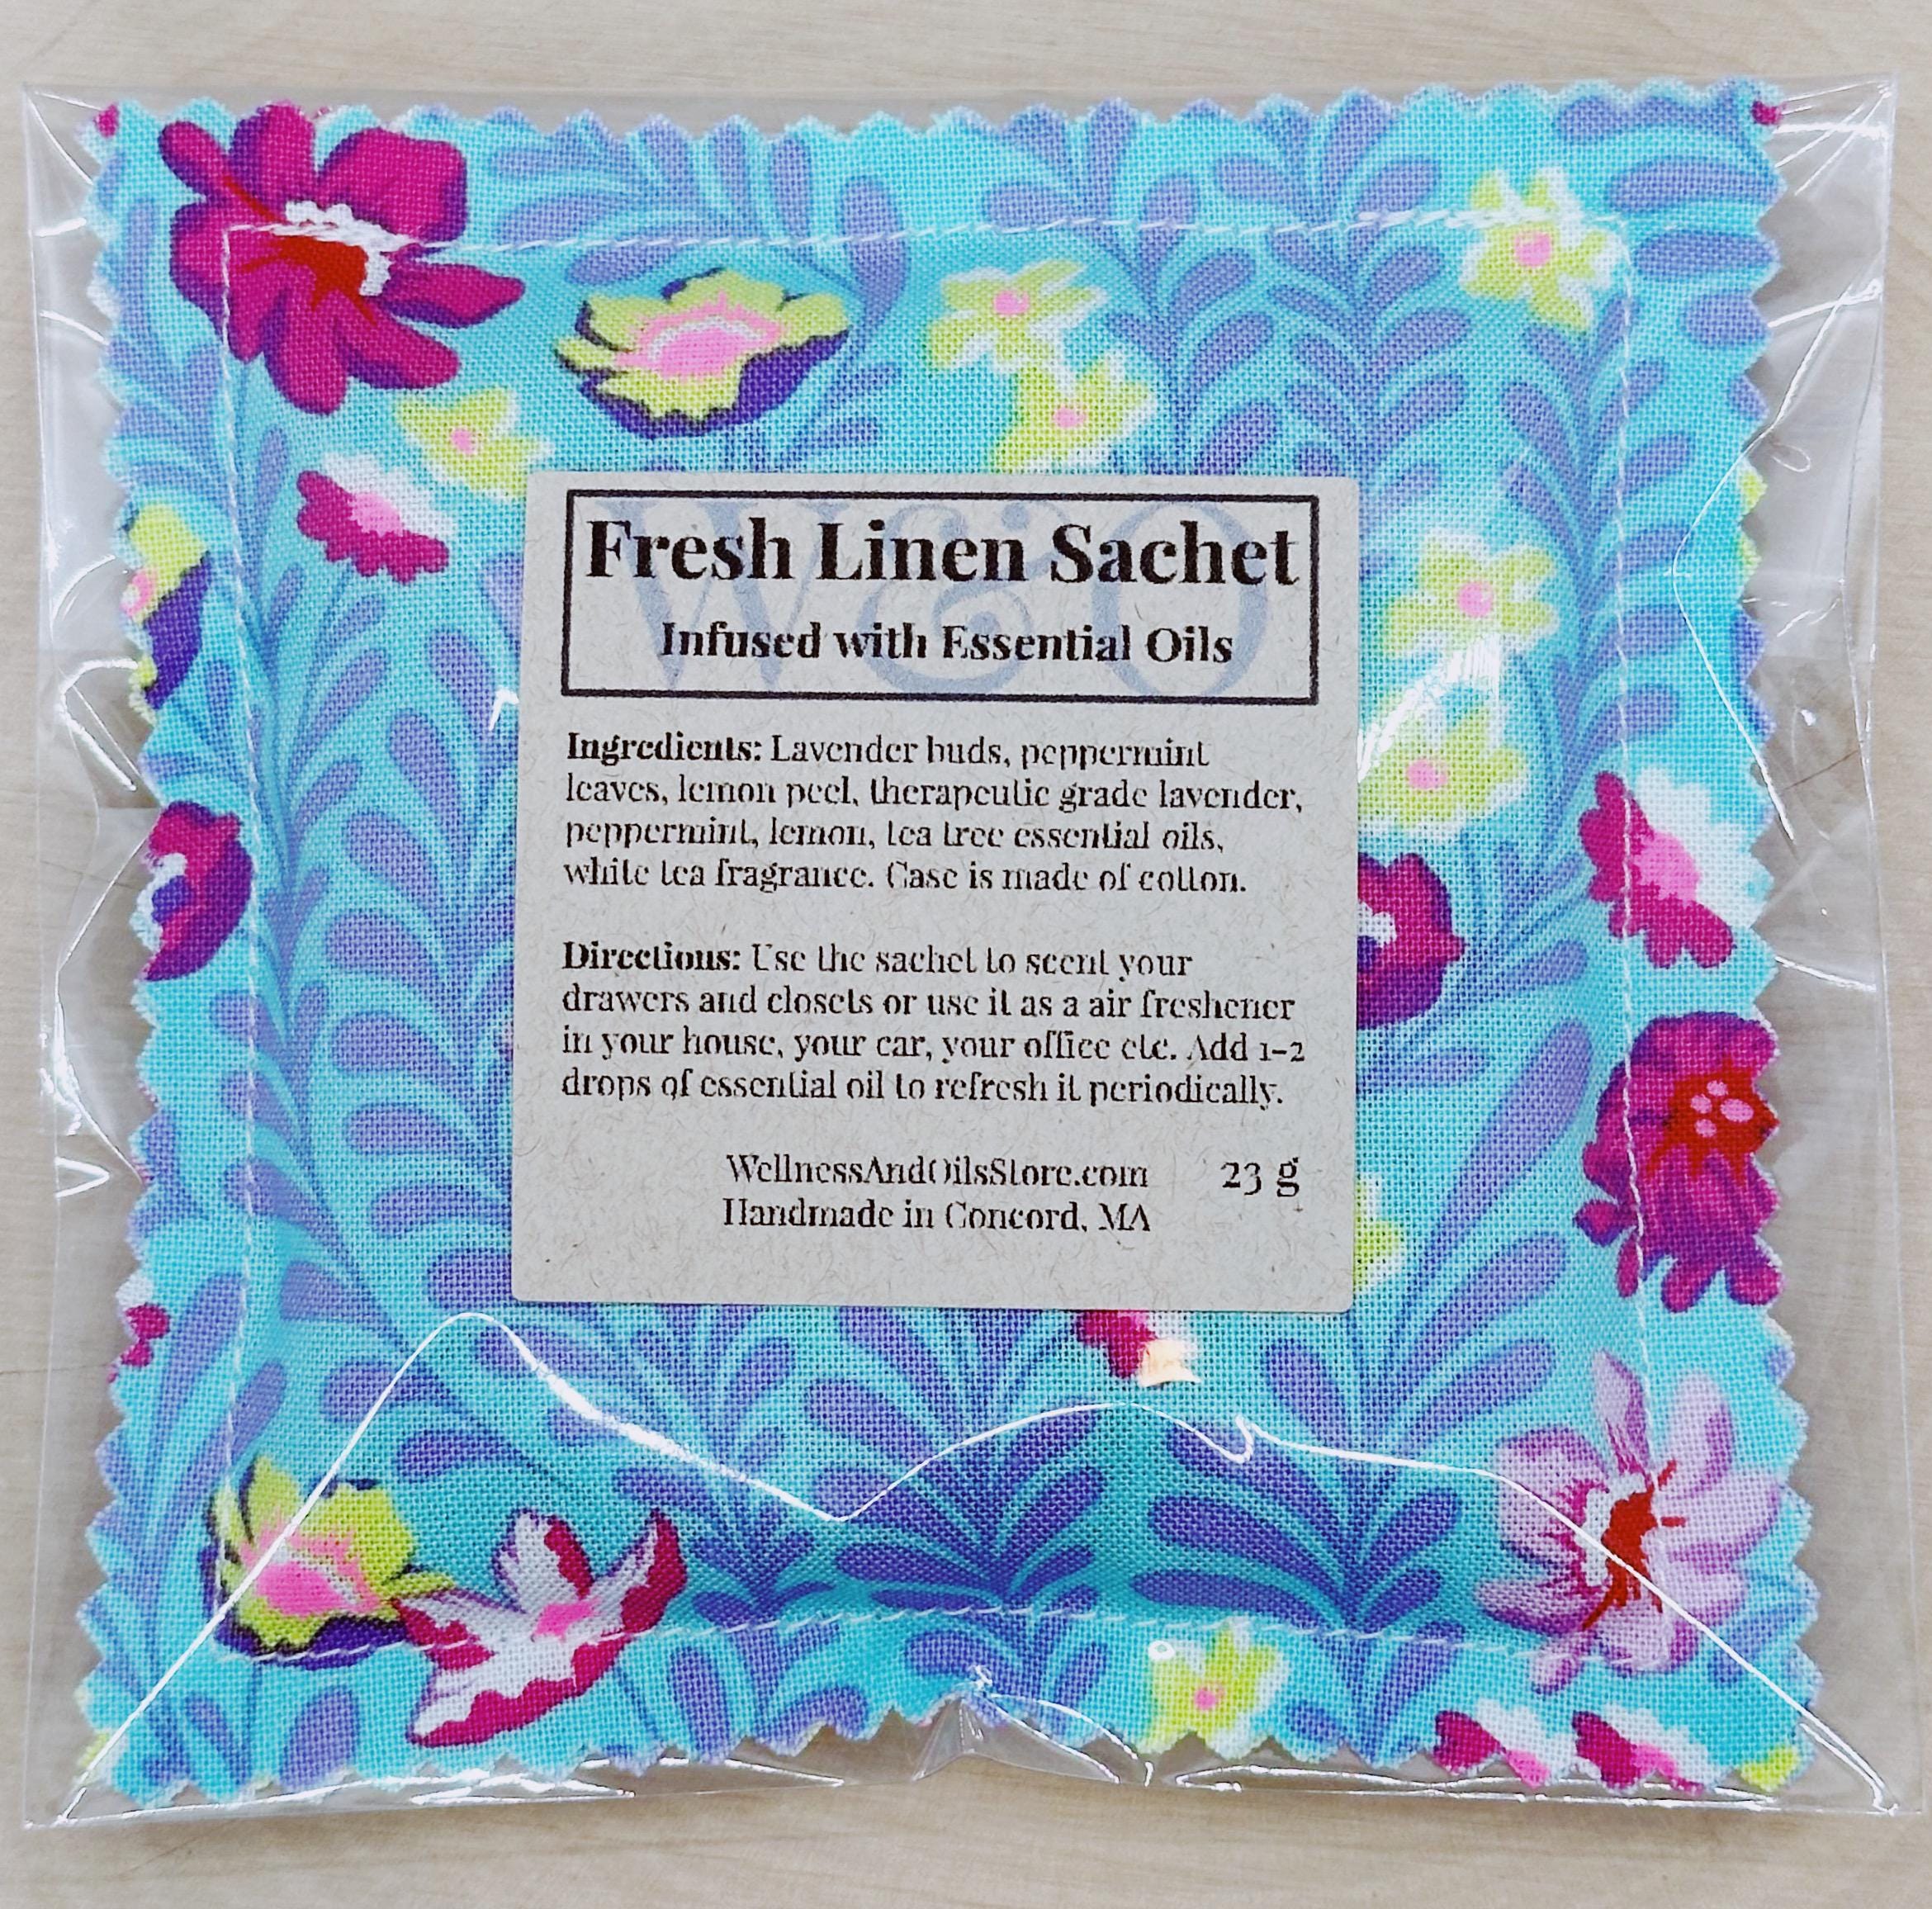 W&O
Fresh Linen Sachet
Infused with Essential Oils
Ingredients: Lavender buds, peppermint
leaves, lemon peel, therapeutic grade lavender,
peppermint, lemon, tea tree essential oils,
white tea fragrance. Case is made of cotton.
Directions: Use the sachet to scent your
drawers and closets or use it as a air freshener
in your house, your car, your office etc. Add 1-2
drops of essential oil to refresh it periodically.
WellnessAndOilsStore.com 23 g
Handmade in Concord, MA